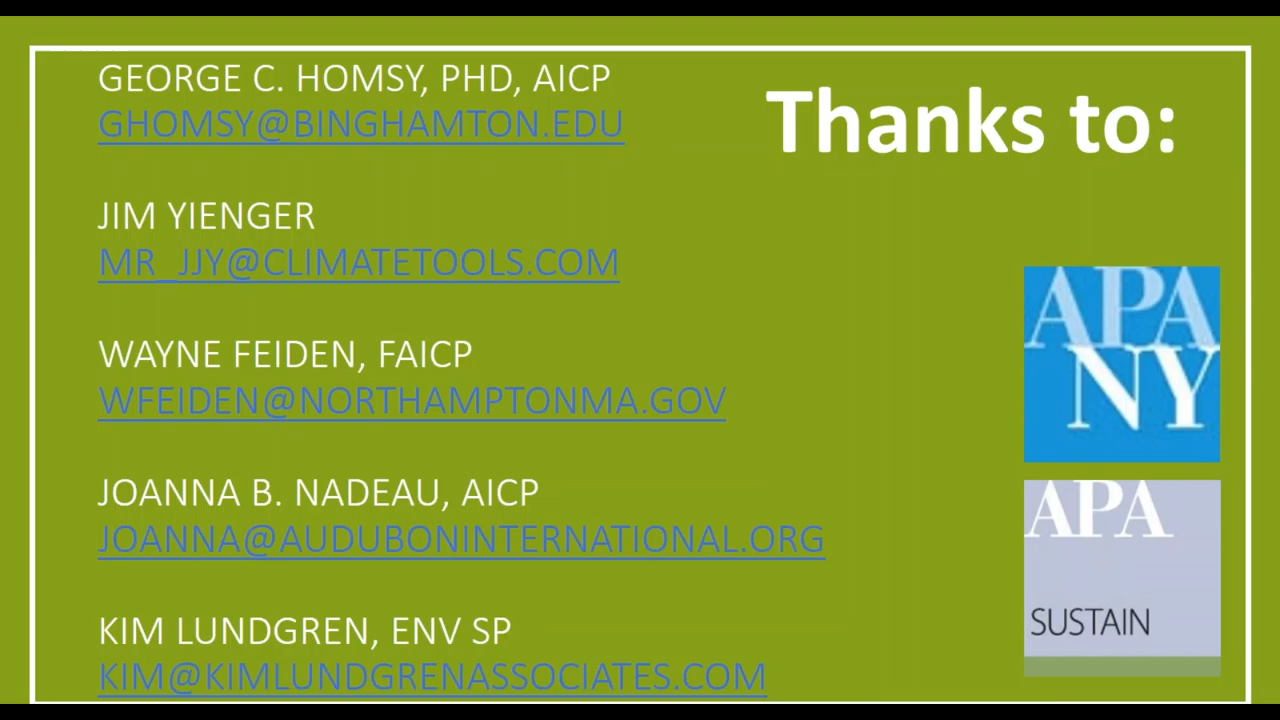 GEORGE C. HOMSY, PHD, AICP
GHOMSY@BINGHAMTON.EDU
JIM YIENGER
MR_JJY@CLIMATETOOLS.COM
WAYNE FEIDEN, FAICP
WFEIDEN@NORTHAMPTONMA.GOV
JOANNA B. NADEAU, AICP
JOANNA@AUDUBONINTERNATIONAL.ORG
KIM LUNDGREN, ENV SP
KIM@KIMLUNDGRENASSOCIATES.COM
Thanks to:
APA
NY
APA
SUSTAIN